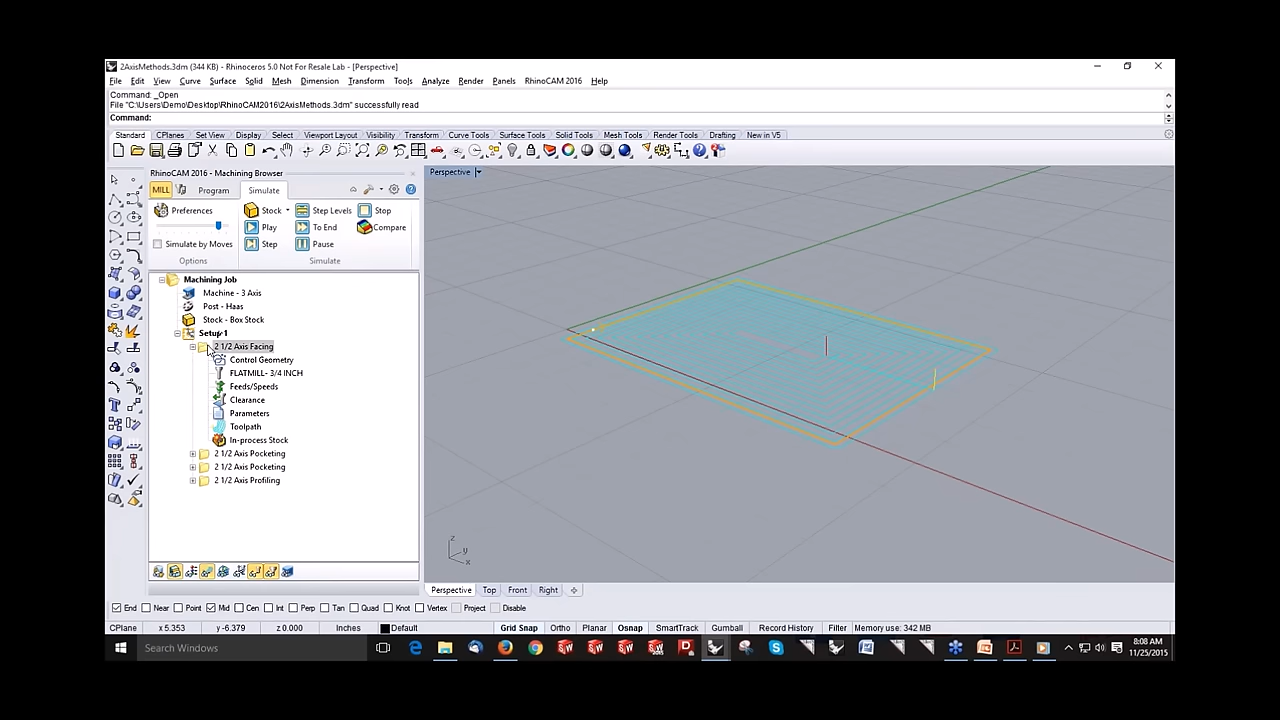 2AxisMethods.3dm (344 KB) - Rhinoceros 5.0 Not For Resale Lab - [Perspective]
File Edit View Curve Surface Solid Mesh Dimension Transform Tools Analyze Render Panels RhinoCAM 2016 Help
Command: _Open
File "C:\Users\Demo\Desktop\RhinoCAM2016\2AxisMethods.3dm" successfully read
Command:
Standard CPlanes Set View Display Select Viewport Layout Visibility Transform Curve Tools Surface Tools Solid Tools Mesh Tools Render Tools Drafting New in V5
RhinoCAM 2016 - Machining Browser
Perspective
MILL Program Simulate
Preferences Stock Step Levels Stop
Play To End Compare
Simulate by Moves Step Pause
Options Simulate
Machining Job
Machine - 3 Axis
Post - Haas
Stock - Box Stock
Setup 1
2 1/2 Axis Facing
Control Geometry
FLATMILL- 3/4 INCH
Feeds/Speeds
Clearance
Parameters
Toolpath
In-process Stock
2 1/2 Axis Pocketing
2 1/2 Axis Pocketing
2 1/2 Axis Profiling
z
y
x
Perspective Top Front Right
End Near Point Mid Cen Int Perp Tan Quad Knot Vertex Project Disable
CPlane x 5.353 y -6.379 z 0.000 Inches Default Grid Snap Ortho Planar Osnap SmartTrack Gumball Record History Filter Memory use: 342 MB
Search Windows
8:08 AM
11/25/2015